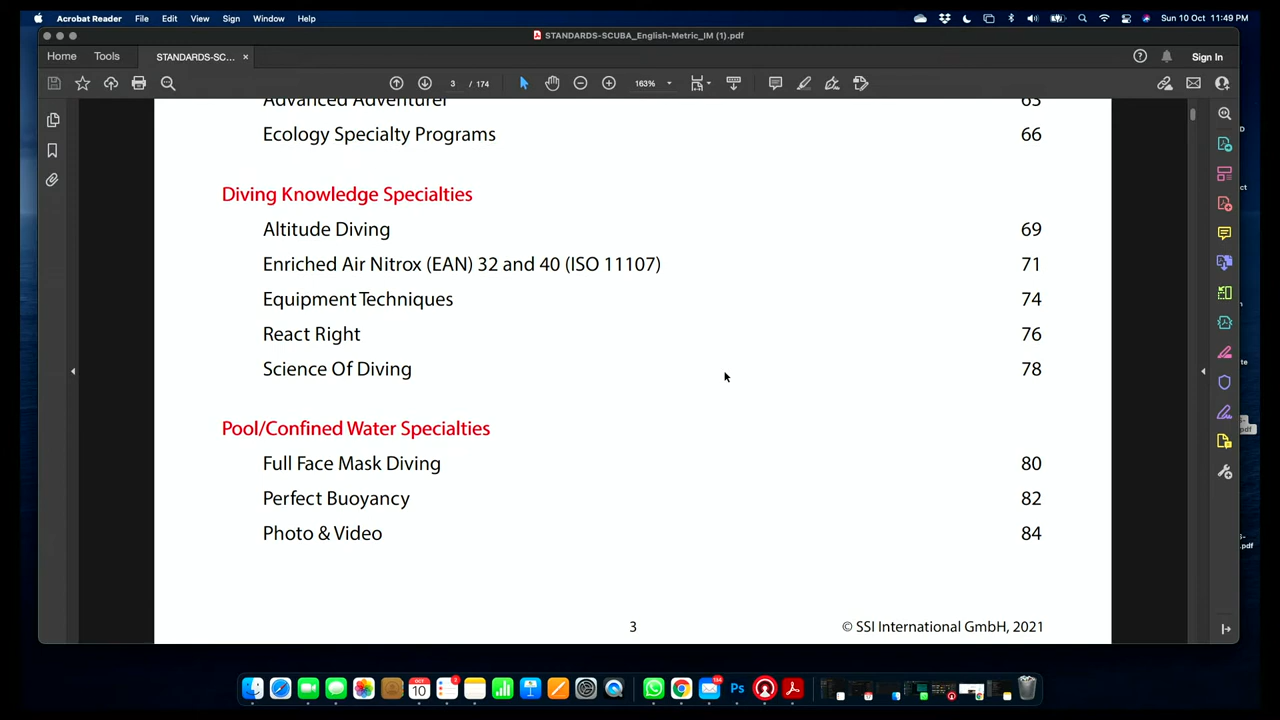 Acrobat Reader File Edit View Sign Window Help Sun 10 Oct 11:49 PM
STANDARDS-SCUBA_English-Metric_IM (1).pdf
Home Tools STANDARDS-SC... × Sign In
3 / 174 163%
Advanced Adventurer 63
Ecology Specialty Programs 66
Diving Knowledge Specialties
Altitude Diving 69
Enriched Air Nitrox (EAN) 32 and 40 (ISO 11107) 71
Equipment Techniques 74
React Right 76
Science Of Diving 78
Pool/Confined Water Specialties
Full Face Mask Diving 80
Perfect Buoyancy 82
Photo & Video 84
3 © SSI International GmbH, 2021